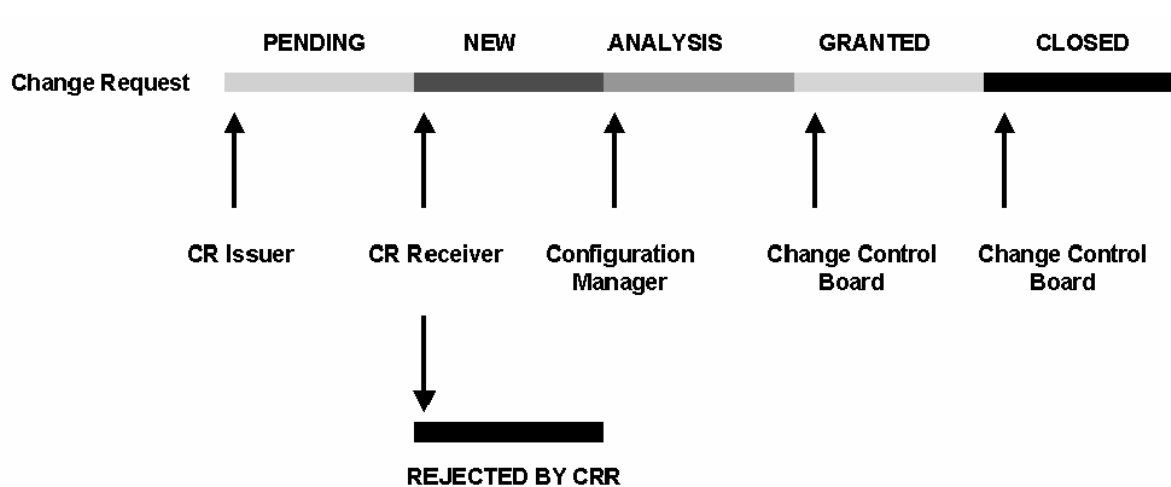 PENDING NEW ANALYSIS GRANTED CLOSED
Change Request
CR Issuer CR Receiver Configuration Change Control Change Control
Manager Board Board
REJECTED BY CRR